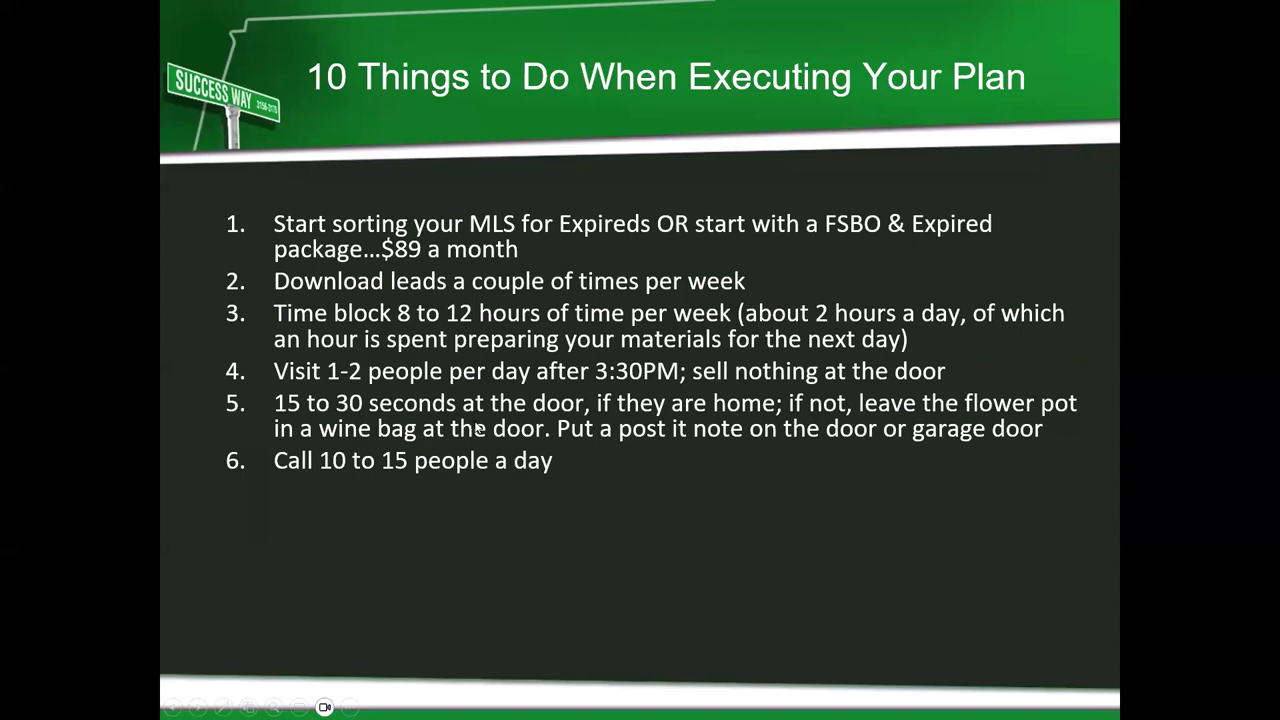 SUCCESS WAY
10 Things to Do When Executing Your Plan
1. Start sorting your MLS for Expireds OR start with a FSBO & Expired
package…$89 a month
2. Download leads a couple of times per week
3. Time block 8 to 12 hours of time per week (about 2 hours a day, of which
an hour is spent preparing your materials for the next day)
4. Visit 1-2 people per day after 3:30PM; sell nothing at the door
5. 15 to 30 seconds at the door, if they are home; if not, leave the flower pot
in a wine bag at the door. Put a post it note on the door or garage door
6. Call 10 to 15 people a day